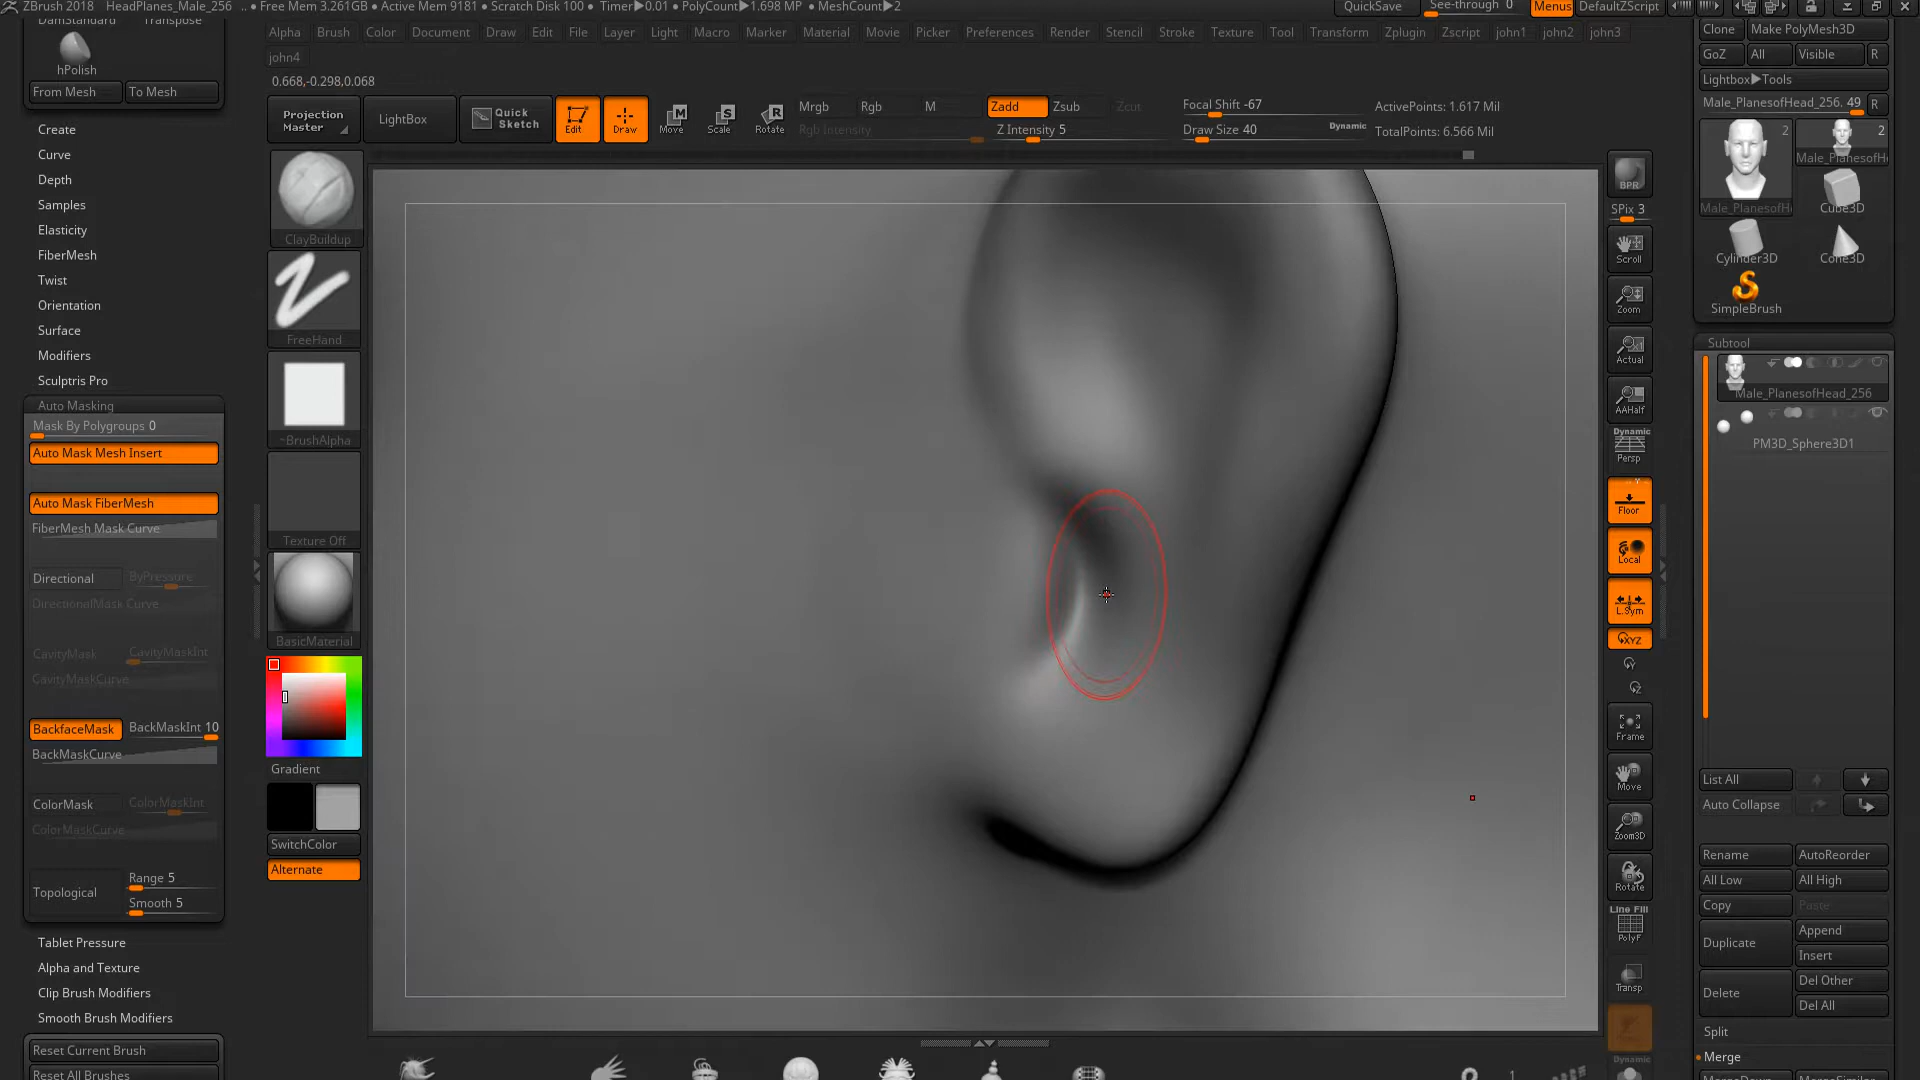 ZBrush 2018 HeadPlanes_Male_256 .. ● Free Mem 3.261GB ● Active Mem 9181 ● Scratch Disk 100 ● Timer▶0.01 ● PolyCount▶1.698 MP ● MeshCount▶2
QuickSave See-through 0 Menus DefaultZScript
DamStandard Transpose
hPolish
From Mesh To Mesh
Create
Curve
Depth
Samples
Elasticity
FiberMesh
Twist
Orientation
Surface
Modifiers
Sculptris Pro
Auto Masking
Mask By Polygroups 0
Auto Mask Mesh Insert
Auto Mask FiberMesh
FiberMesh Mask Curve
Directional ByPressure
DirectionalMask Curve
CavityMask CavityMaskInt
CavityMaskCurve
BackfaceMask BackMaskInt 10
BackMaskCurve
ColorMask ColorMaskInt
ColorMaskCurve
Topological Range 5
Smooth 5
Tablet Pressure
Alpha and Texture
Clip Brush Modifiers
Smooth Brush Modifiers
Reset Current Brush
Reset All Brushes
Alpha Brush Color Document Draw Edit File Layer Light Macro Marker Material Movie Picker Preferences Render Stencil Stroke Texture Tool Transform Zplugin Zscript john1 john2 john3
john4
0.668,-0.298,0.068
Projection Master
LightBox
Quick Sketch
Edit Draw Move Scale Rotate
Mrgb Rgb M Zadd Zsub Zcut
Rgb Intensity Z Intensity 5
Focal Shift -67
Draw Size 40 Dynamic
ActivePoints: 1.617 Mil
TotalPoints: 6.566 Mil
ClayBuildup
FreeHand
~BrushAlpha
Texture Off
BasicMaterial
Gradient
SwitchColor
Alternate
BPR
SPix 3
Scroll
Zoom
Actual
AAHalf
Dynamic
Persp
Floor
Local
L.Sym
XYZ
Y
Z
Frame
Move
Zoom3D
Rotate
Line Fill
PolyF
Transp
Dynamic
Clone Make PolyMesh3D
GoZ All Visible R
Lightbox▶Tools
Male_PlanesofHead_256. 49 R
2 2
Male_PlanesofHe Male_PlanesofHe
Cube3D
Cylinder3D Cone3D
SimpleBrush
Subtool
Male_PlanesofHead_256
PM3D_Sphere3D1
List All
Auto Collapse
Rename AutoReorder
All Low All High
Copy Paste
Duplicate Append
Insert
Delete Del Other
Del All
Split
Merge
MergeDown MergeSimilar
1